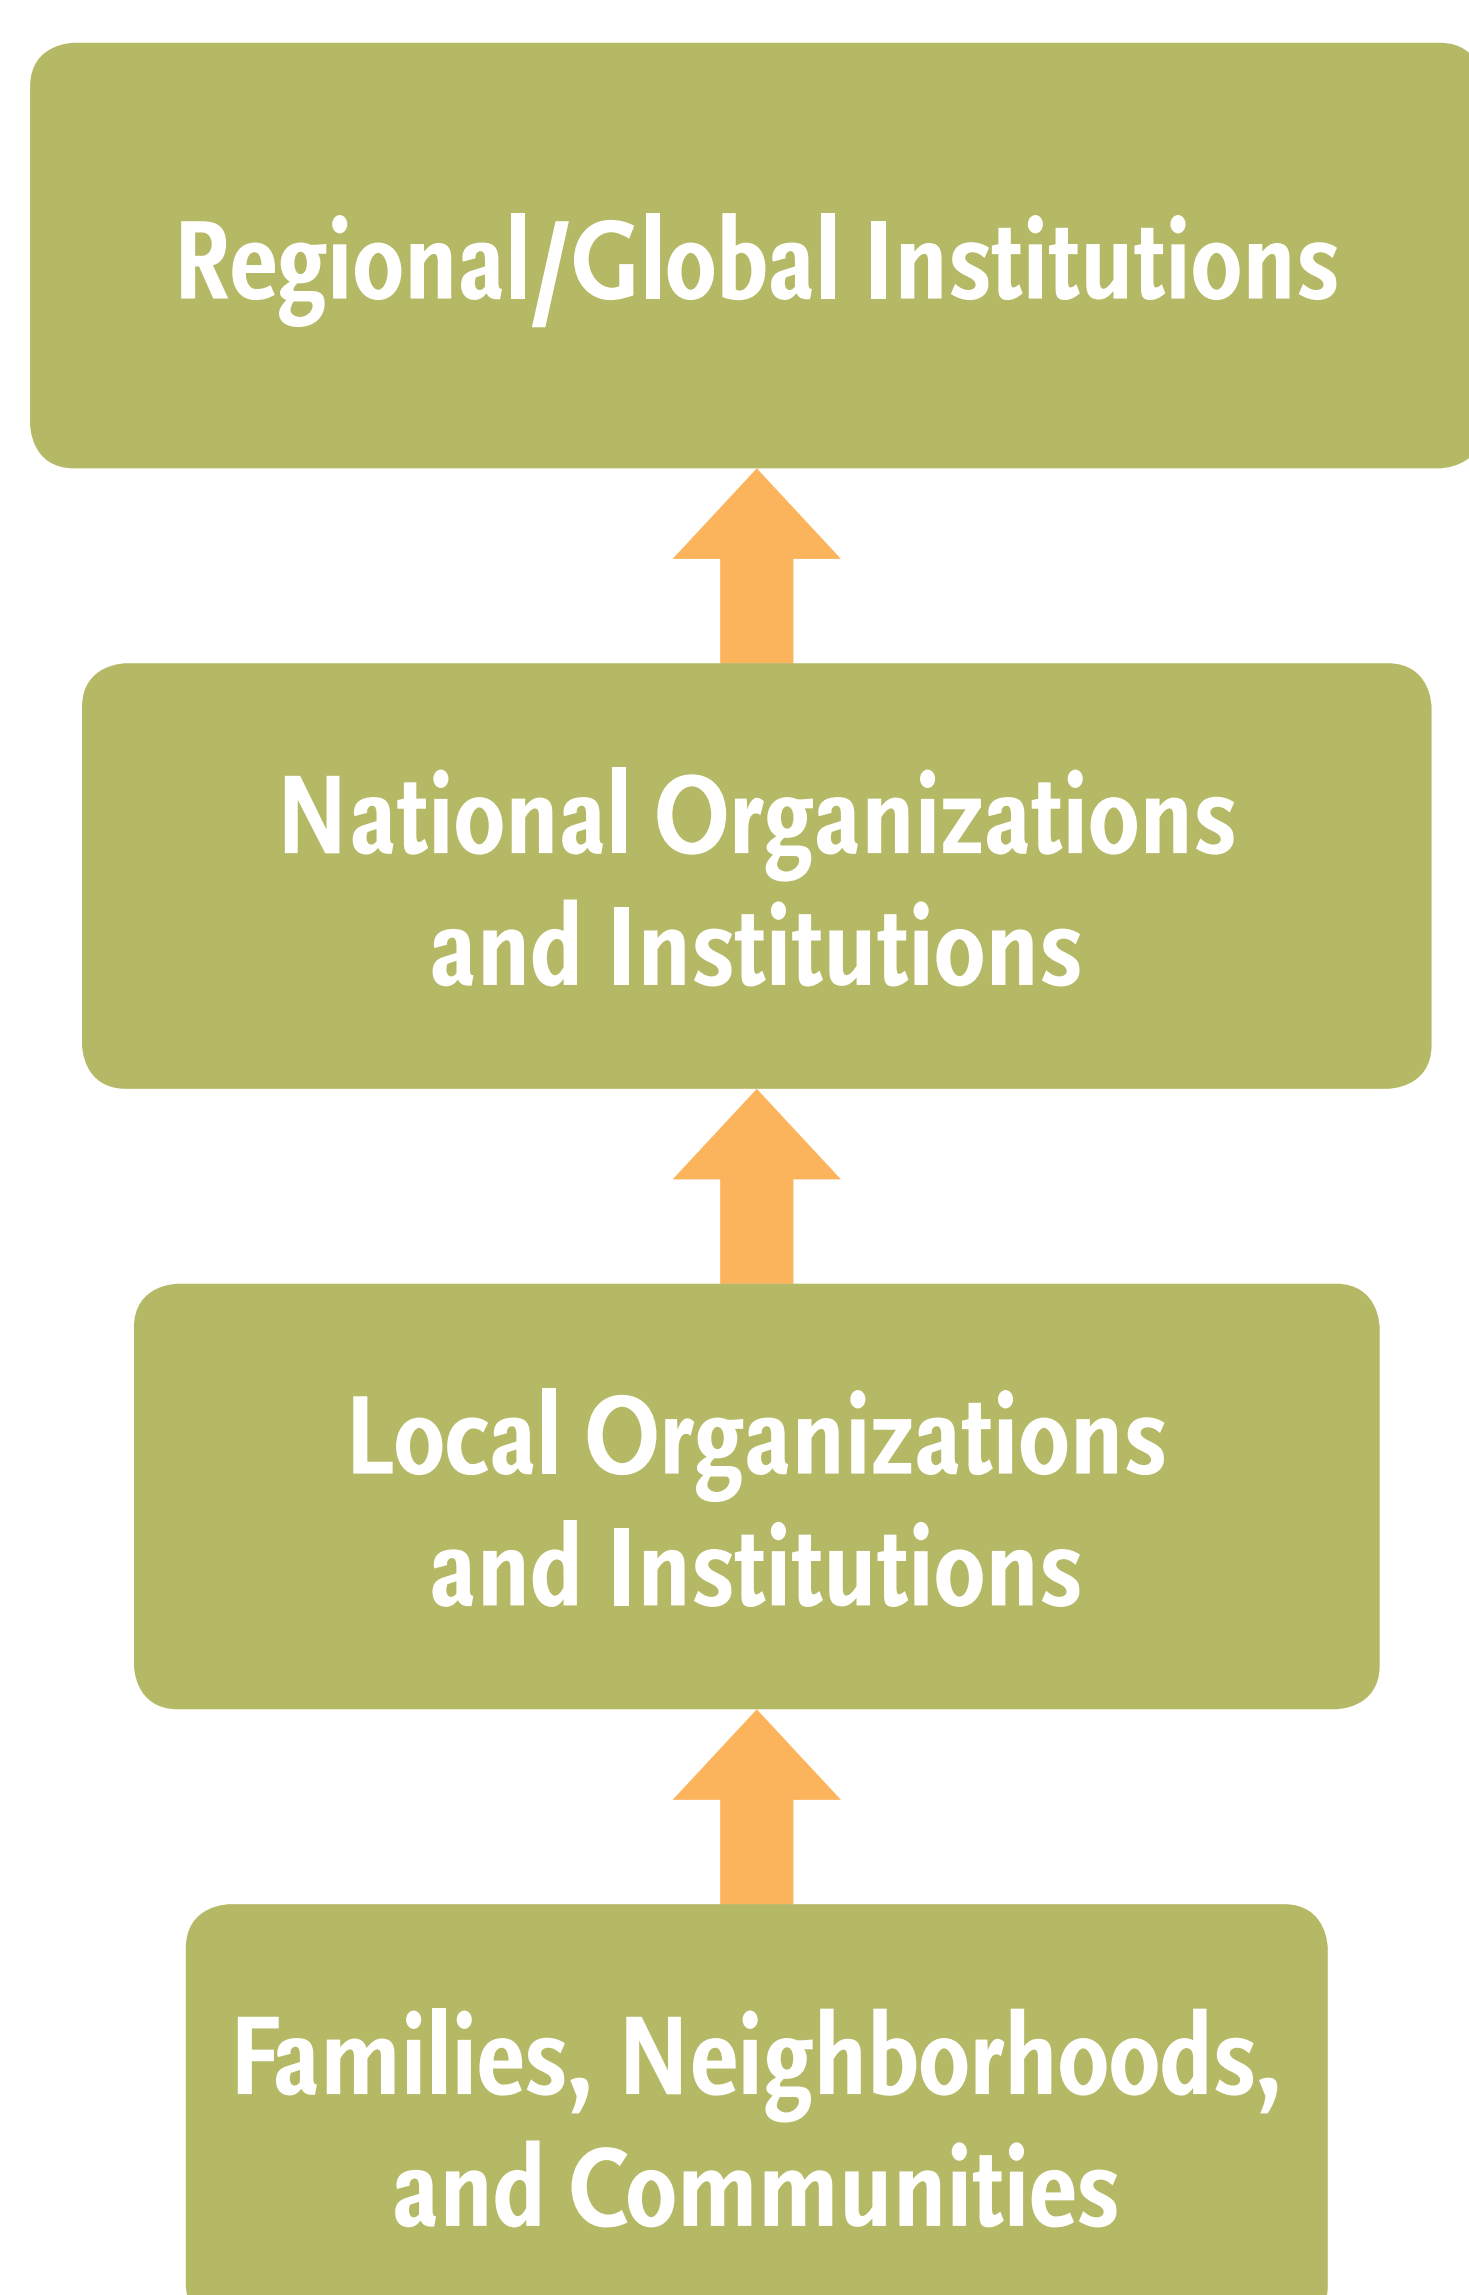 Regional/Global Institutions
National Organizations
and Institutions
Local Organizations
and Institutions
Families, Neighborhoods,
and Communities